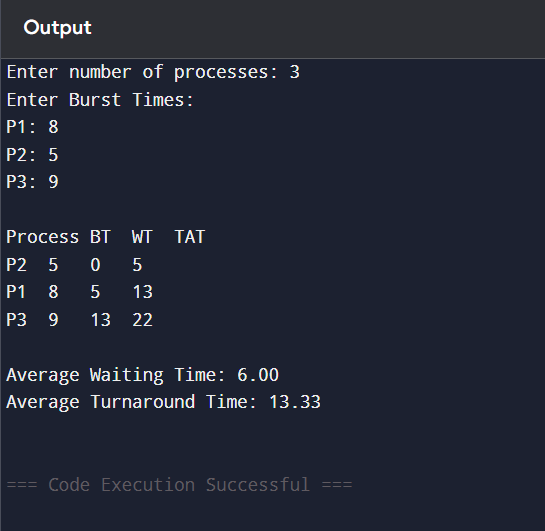 Output
Enter number of processes: 3
Enter Burst Times:
P1: 8
P2: 5
P3: 9
Process BT  WT  TAT
P2  5   0   5
P1  8   5   13
P3  9   13  22
Average Waiting Time: 6.00
Average Turnaround Time: 13.33
=== Code Execution Successful ===